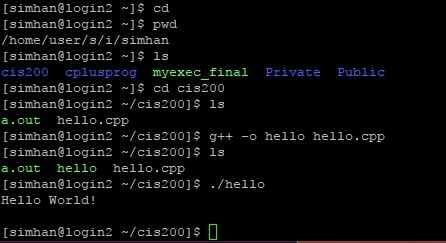 [simhan@login2 ~]$ cd
[simhan@login2 ~]$ pwd
/home/user/s/i/simhan
[simhan@login2 ~]$ ls
cis200  cplusprog  myexec_final  Private  Public
[simhan@login2 ~]$ cd cis200
[simhan@login2 ~/cis200]$ ls
a.out  hello.cpp
[simhan@login2 ~/cis200]$ g++ -o hello hello.cpp
[simhan@login2 ~/cis200]$ ls
a.out  hello  hello.cpp
[simhan@login2 ~/cis200]$ ./hello
Hello World!
[simhan@login2 ~/cis200]$